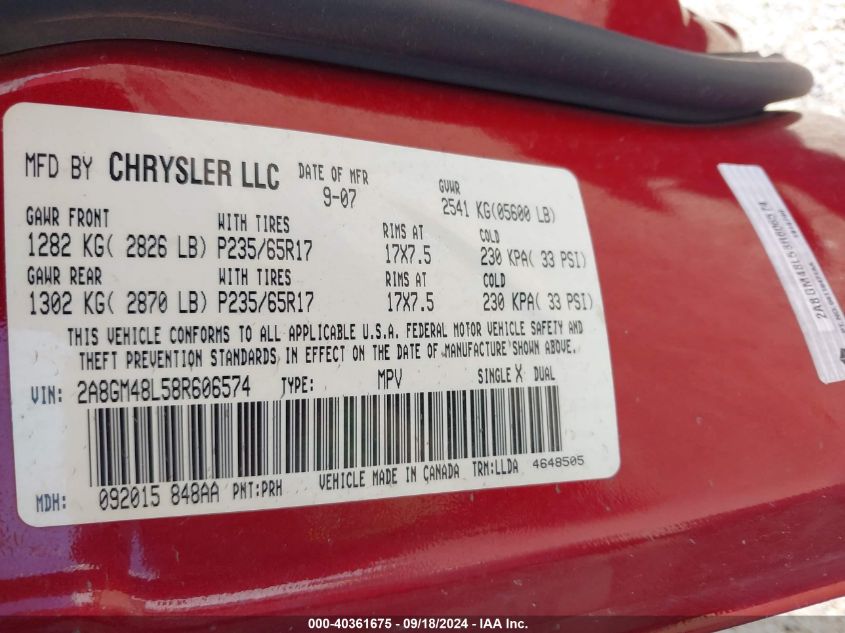 MFD BY CHRYSLER LLC DATE OF MFR 9-07 GVWR 2541 KG(05600 LB)
GAWR FRONT WITH TIRES RIMS AT COLD
1282 KG( 2826 LB) P235/65R17 17X7.5 230 KPA( 33 PSI)
GAWR REAR WITH TIRES RIMS AT COLD
1302 KG( 2870 LB) P235/65R17 17X7.5 230 KPA( 33 PSI)
THIS VEHICLE CONFORMS TO ALL APPLICABLE U.S.A. FEDERAL MOTOR VEHICLE SAFETY AND
THEFT PREVENTION STANDARDS IN EFFECT ON THE DATE OF MANUFACTURE SHOWN ABOVE.
VIN: 2A8GM48L58R606574 TYPE: MPV SINGLE X DUAL
MDH: 092015 848AA PNT:PRH VEHICLE MADE IN CANADA TRM:LLDA 4648505
2A8GM48L58R606574
000-40361675 - 09/18/2024 - IAA Inc.